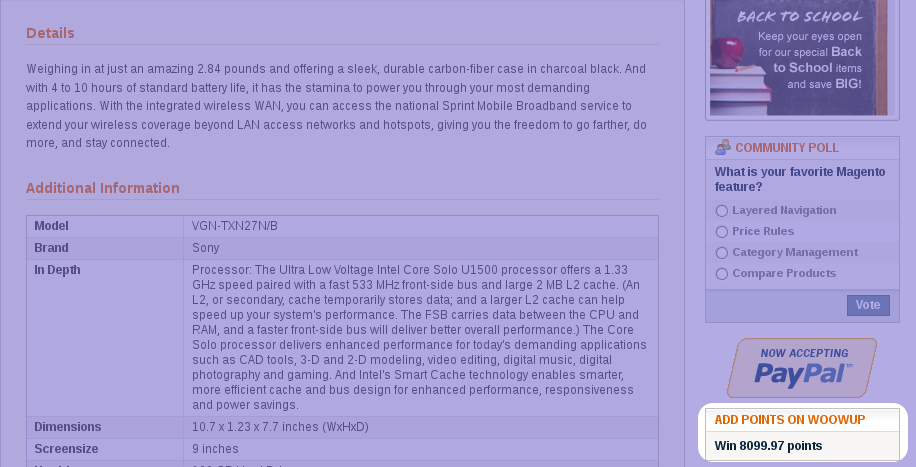 Details
Weighing in at just an amazing 2.84 pounds and offering a sleek, durable carbon-fiber case in charcoal black. And
with 4 to 10 hours of standard battery life, it has the stamina to power you through your most demanding
applications. With the integrated wireless WAN, you can access the national Sprint Mobile Broadband service to
extend your wireless coverage beyond LAN access networks and hotspots, giving you the freedom to go farther, do
more, and stay connected.
Additional Information
Model VGN-TXN27N/B
Brand Sony
In Depth Processor: The Ultra Low Voltage Intel Core Solo U1500 processor offers a 1.33
GHz speed paired with a fast 533 MHz front-side bus and large 2 MB L2 cache. (An
L2, or secondary, cache temporarily stores data; and a larger L2 cache can help
speed up your system's performance. The FSB carries data between the CPU and
RAM, and a faster front-side bus will deliver better overall performance.) The Core
Solo processor delivers enhanced performance for today's demanding applications
such as CAD tools, 3-D and 2-D modeling, video editing, digital music, digital
photography and gaming. And Intel's Smart Cache technology enables smarter,
more efficient cache and bus design for enhanced performance, responsiveness
and power savings.
Dimensions 10.7 x 1.23 x 7.7 inches (WxHxD)
Screensize 9 inches
BACK TO SCHOOL
Keep your eyes open
for our special Back
to School items
and save BIG!
COMMUNITY POLL
What is your favorite Magento
feature?
Layered Navigation
Price Rules
Category Management
Compare Products
Vote
NOW ACCEPTING
PayPal
ADD POINTS ON WOOWUP
Win 8099.97 points